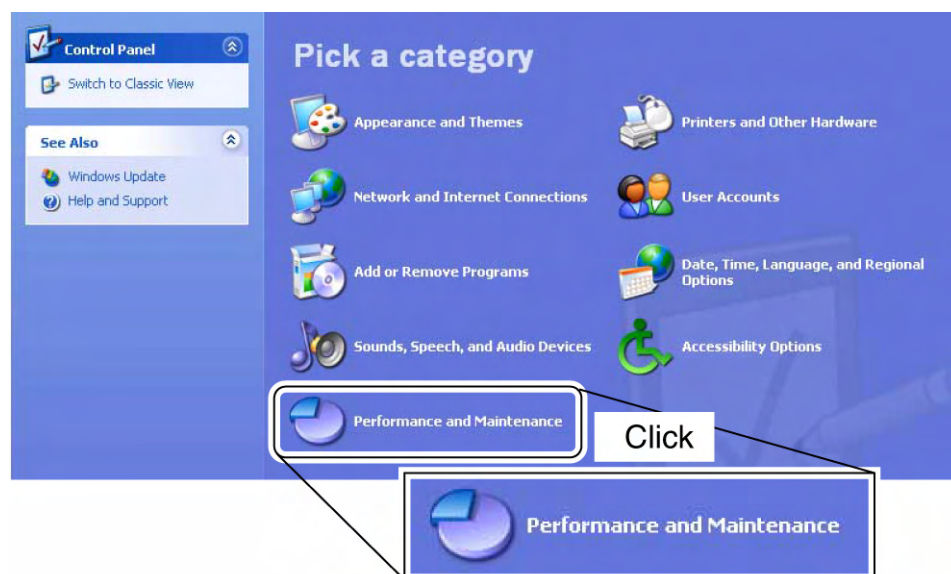 Control Panel
Switch to Classic View
See Also
Windows Update
Help and Support
Pick a category
Appearance and Themes
Printers and Other Hardware
Network and Internet Connections
User Accounts
Add or Remove Programs
Date, Time, Language, and Regional
Options
Sounds, Speech, and Audio Devices
Accessibility Options
Performance and Maintenance
Click
Performance and Maintenance